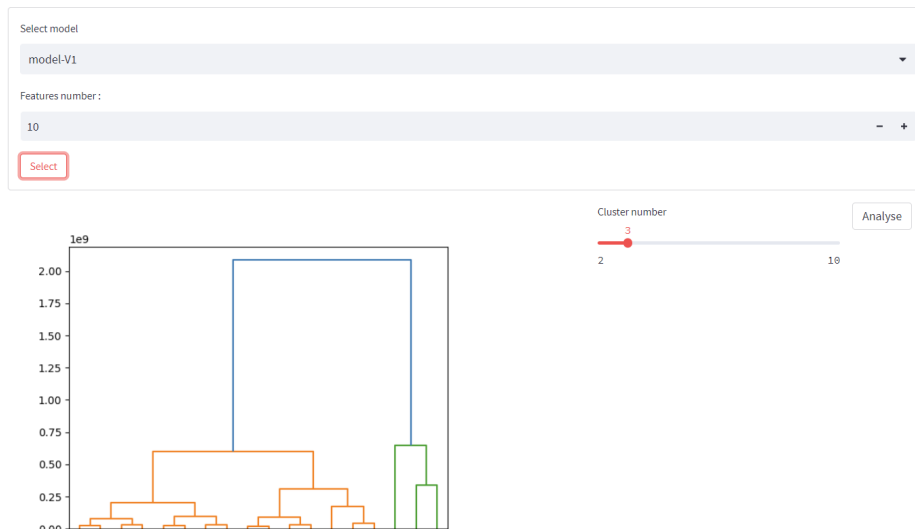 Select model
model-V1
Features number :
10
Select
Cluster number
Analyse
3
2 10
1e9
2.00
1.75
1.50
1.25
1.00
0.75
0.50
0.25
0.00